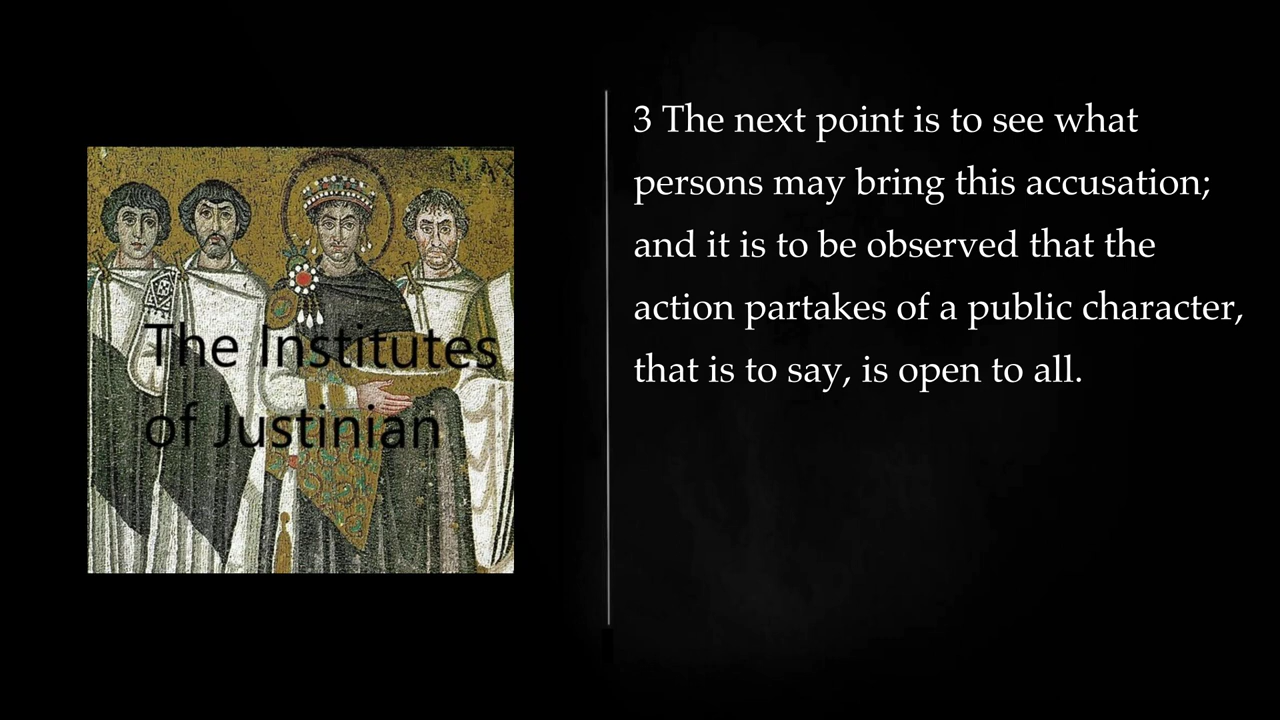 MAX
The Institutes
of Justinian
3 The next point is to see what
persons may bring this accusation;
and it is to be observed that the
action partakes of a public character,
that is to say, is open to all.